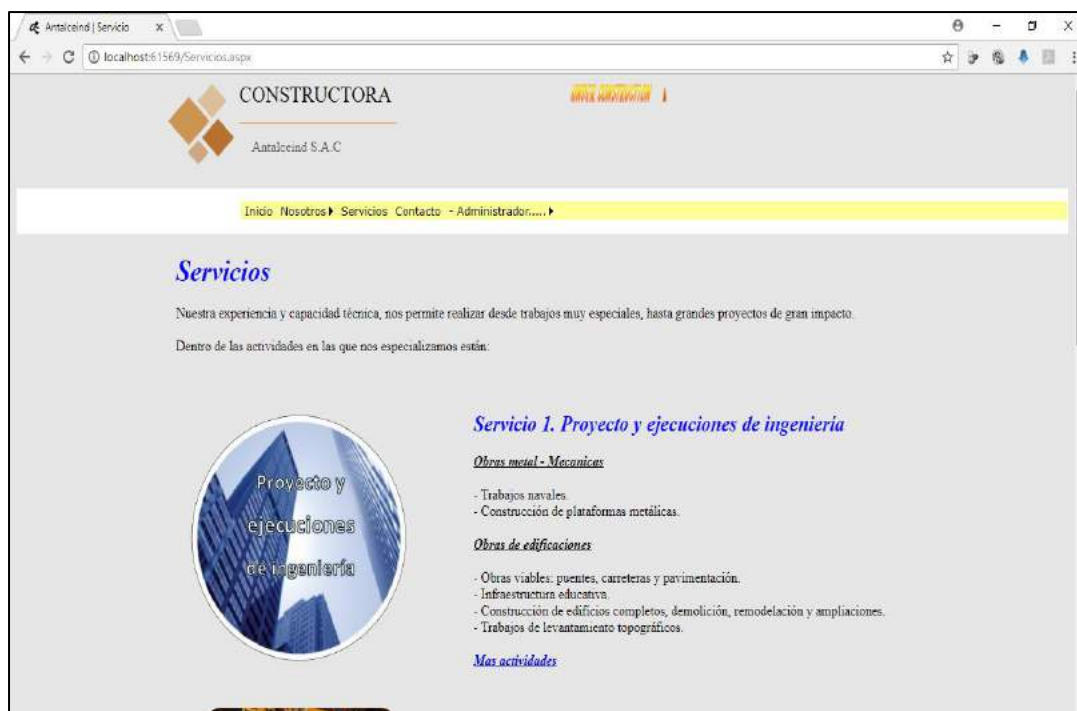 Antalceind | Servicio
localhost:61569/Servicios.aspx
CONSTRUCTORA
UNDER CONSTRUCTION
Antalceind S.A.C
Inicio Nosotros Servicios Contacto - Administrador.....
Servicios
Nuestra experiencia y capacidad técnica, nos permite realizar desde trabajos muy especiales, hasta grandes proyectos de gran impacto.
Dentro de las actividades en las que nos especializamos están:
Proyecto y
ejecuciones
de ingeniería
Servicio 1. Proyecto y ejecuciones de ingeniería
Obras metal - Mecanicas
- Trabajos navales.
- Construcción de plataformas metálicas.
Obras de edificaciones
- Obras viables: puentes, carreteras y pavimentación.
- Infraestructura educativa.
- Construcción de edificios completos, demolición, remodelación y ampliaciones.
- Trabajos de levantamiento topográficos.
Mas actividades